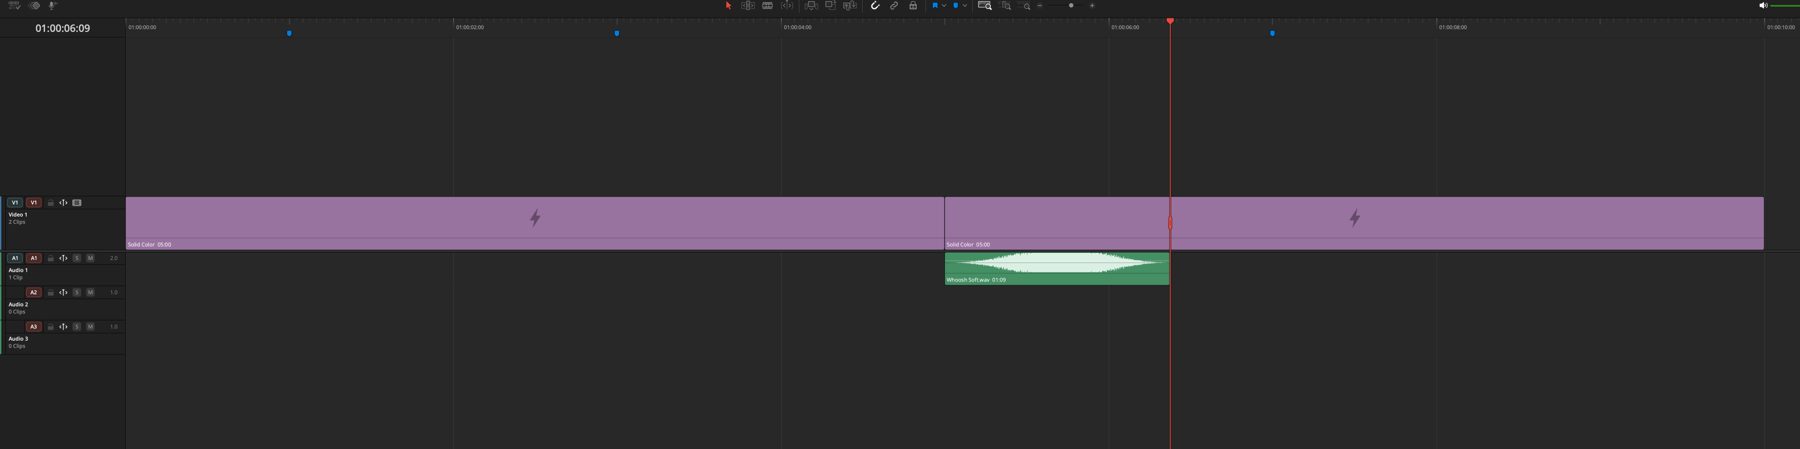 01:00:06:09
01:00:00:00
01:00:02:00
01:00:04:00
01:00:06:00
01:00:08:00
01:00:10:00
V1 V1
Video 1
2 Clips
Solid Color 05:00
Solid Color 05:00
A1 A1 S M 2.0
Audio 1
1 Clip
Whoosh Soft.wav 01:09
A2 S M 1.0
Audio 2
0 Clips
A3 S M 1.0
Audio 3
0 Clips